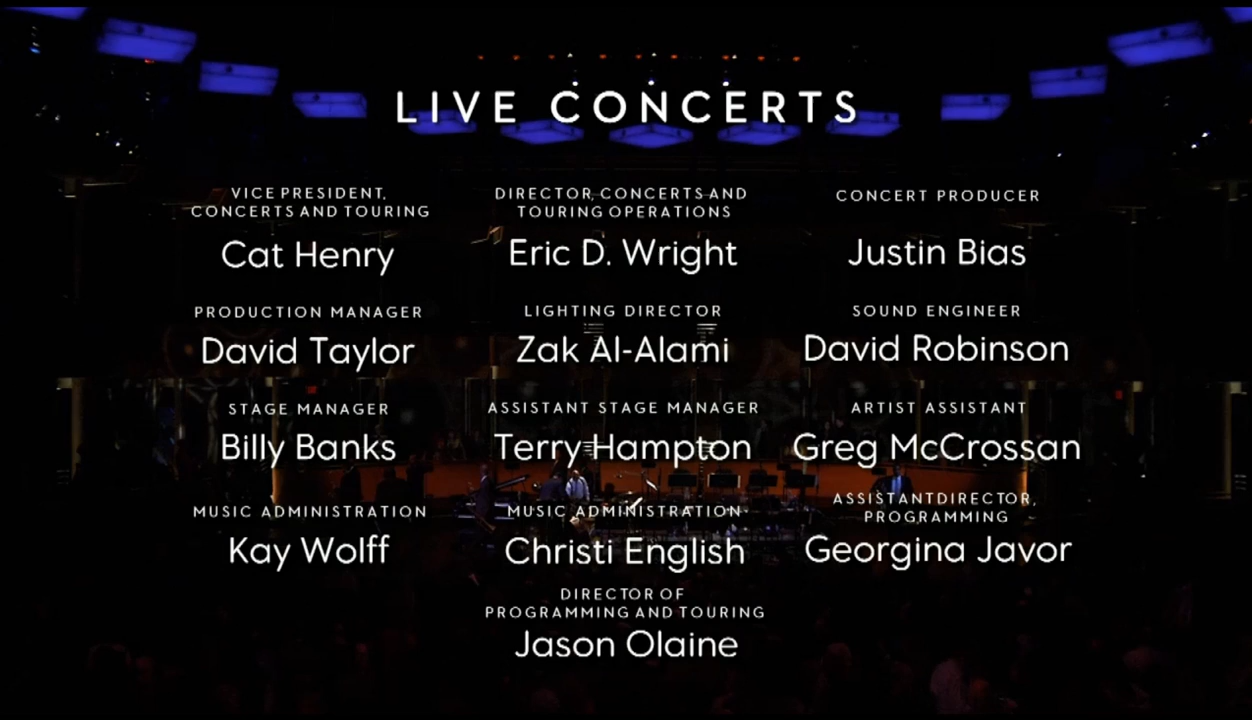 LIVE CONCERTS
VICE PRESIDENT,
CONCERTS AND TOURING
Cat Henry
DIRECTOR, CONCERTS AND
TOURING OPERATIONS
Eric D. Wright
CONCERT PRODUCER
Justin Bias
PRODUCTION MANAGER
David Taylor
LIGHTING DIRECTOR
Zak Al-Alami
SOUND ENGINEER
David Robinson
STAGE MANAGER
Billy Banks
ASSISTANT STAGE MANAGER
Terry Hampton
ARTIST ASSISTANT
Greg McCrossan
MUSIC ADMINISTRATION
Kay Wolff
MUSIC ADMINISTRATION
Christi English
ASSISTANTDIRECTOR,
PROGRAMMING
Georgina Javor
DIRECTOR OF
PROGRAMMING AND TOURING
Jason Olaine